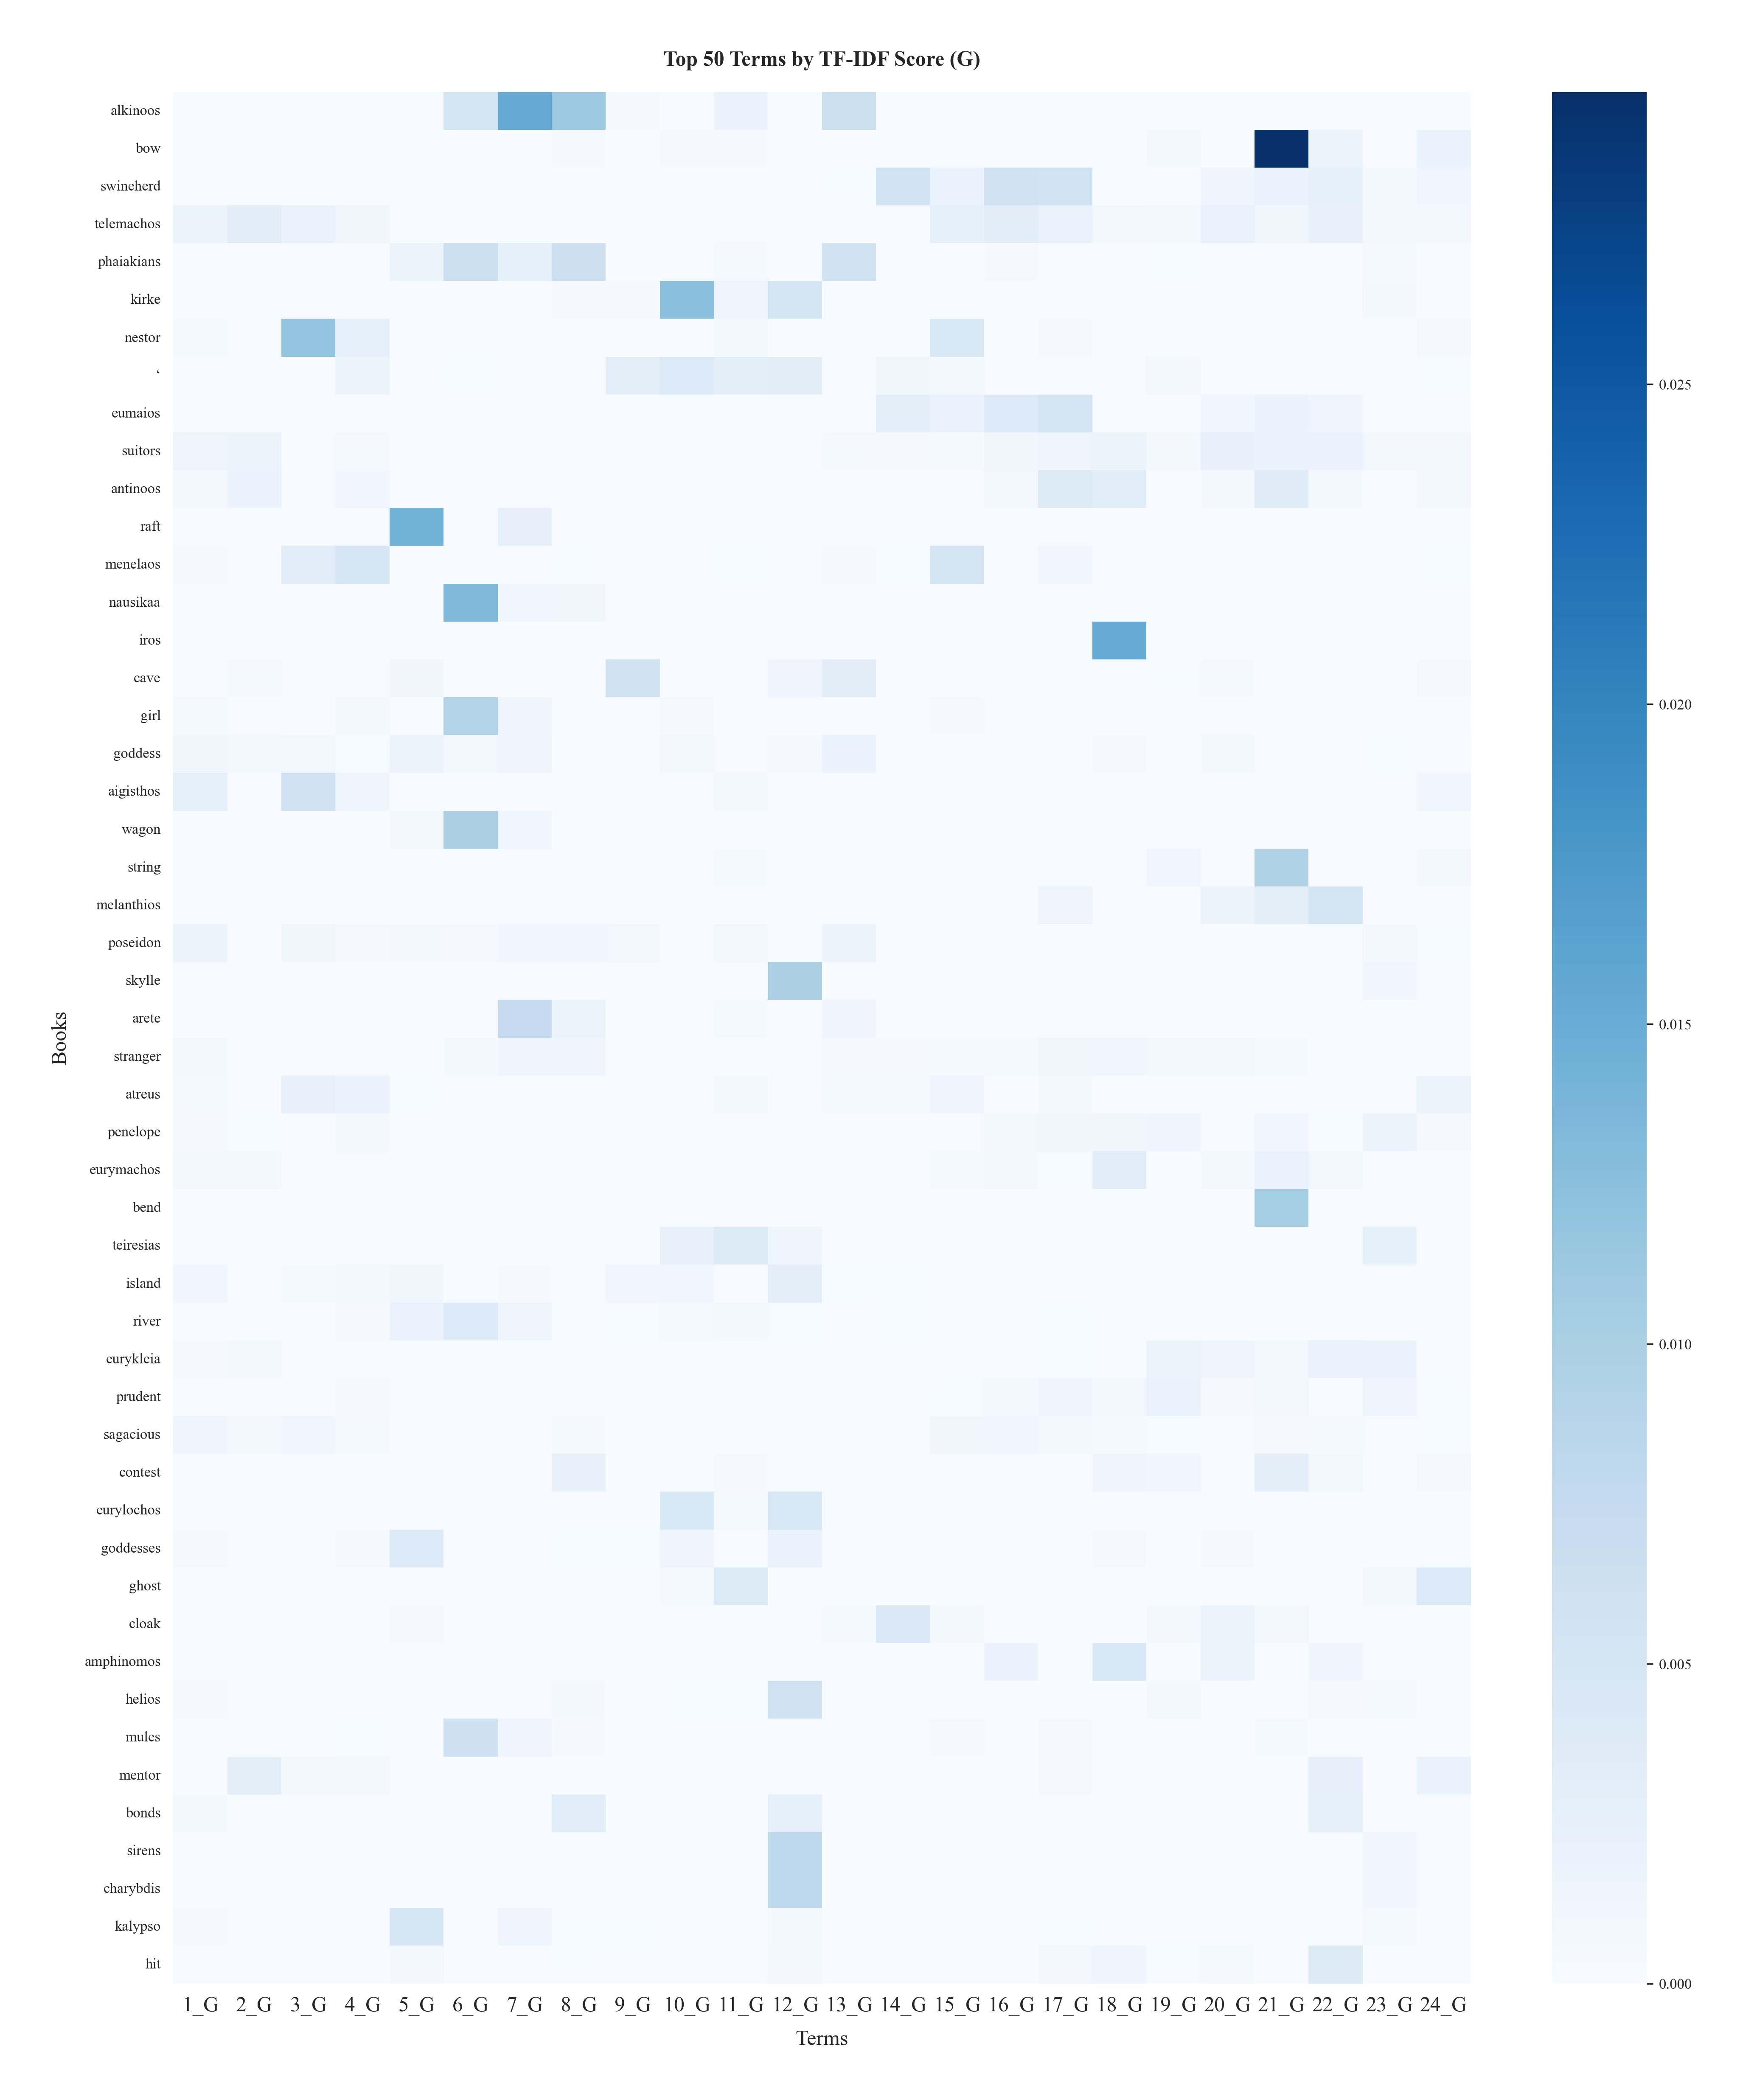 Top 50 Terms by TF-IDF Score (G)
alkinoos
bow
swineherd
telemachos
phaiakians
kirke
nestor
‘
eumaios
suitors
antinoos
raft
menelaos
nausikaa
iros
cave
girl
goddess
aigisthos
wagon
string
melanthios
poseidon
skylle
arete
stranger
atreus
penelope
eurymachos
bend
teiresias
island
river
eurykleia
prudent
sagacious
contest
eurylochos
goddesses
ghost
cloak
amphinomos
helios
mules
mentor
bonds
sirens
charybdis
kalypso
hit
Books
1_G 2_G 3_G 4_G 5_G 6_G 7_G 8_G 9_G 10_G 11_G 12_G 13_G 14_G 15_G 16_G 17_G 18_G 19_G 20_G 21_G 22_G 23_G 24_G
Terms
0.025
0.020
0.015
0.010
0.005
0.000